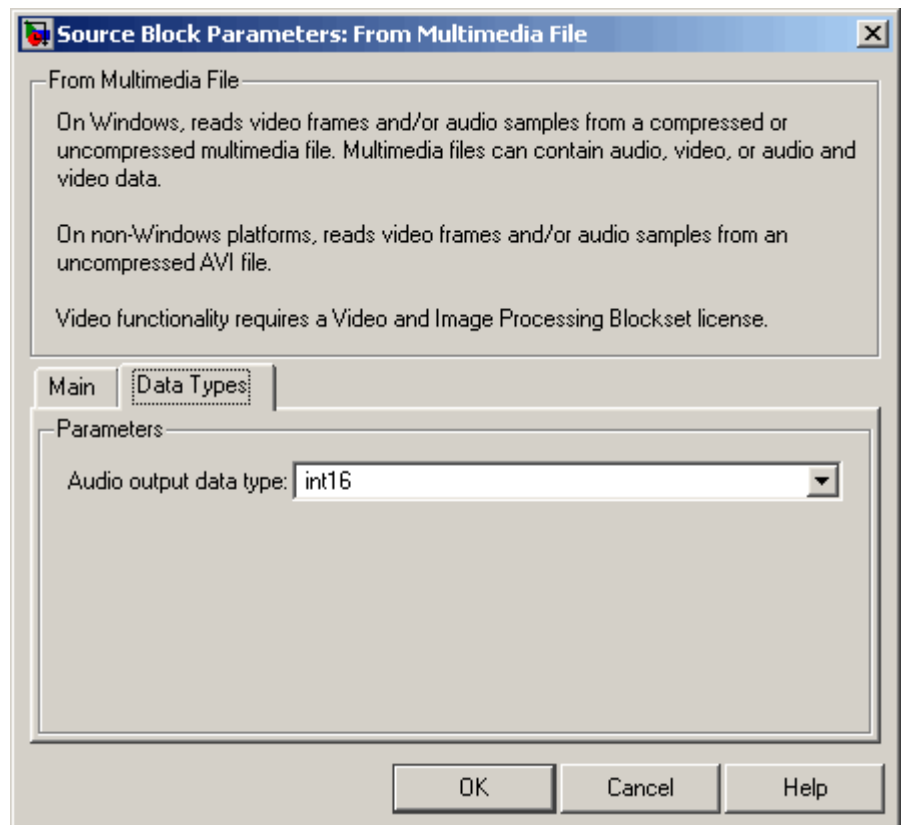 Source Block Parameters: From Multimedia File
From Multimedia File
On Windows, reads video frames and/or audio samples from a compressed or
uncompressed multimedia file. Multimedia files can contain audio, video, or audio and
video data.
On non-Windows platforms, reads video frames and/or audio samples from an
uncompressed AVI file.
Video functionality requires a Video and Image Processing Blockset license.
Main Data Types
Parameters
Audio output data type: int16
OK Cancel Help